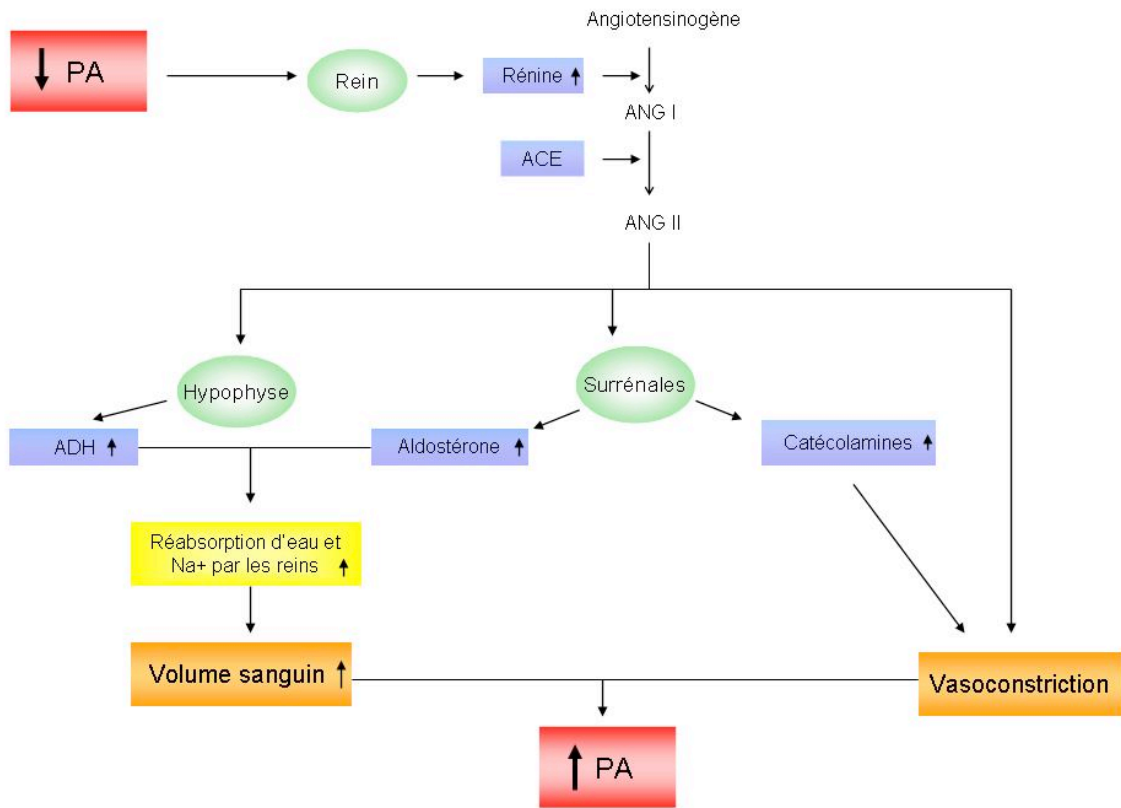 Angiotensinogène
PA
Rein
Rénine
ANG I
ACE
ANG II
Hypophyse
Surrénales
ADH
Aldostérone
Catécolamines
Réabsorption d'eau et
Na+ par les reins
Volume sanguin
Vasoconstriction
PA